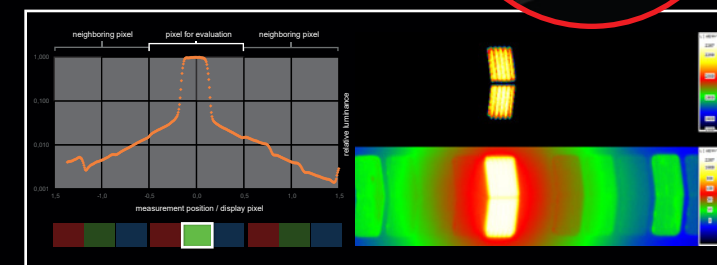 neighboring pixel pixel for evaluation neighboring pixel
1,000
0,100
0,010
0,001
1,5 -1,0 -0,5 0,0 0,5 1,0 1,5
measurement position / display pixel
relative luminance